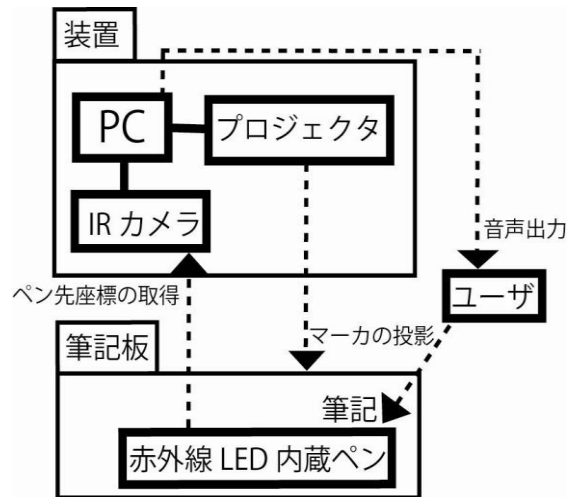 装置
PC
プロジェクタ
IRカメラ
音声出力
ペン先座標の取得
ユーザ
マーカの投影
筆記板
筆記
赤外線 LED 内蔵ペン